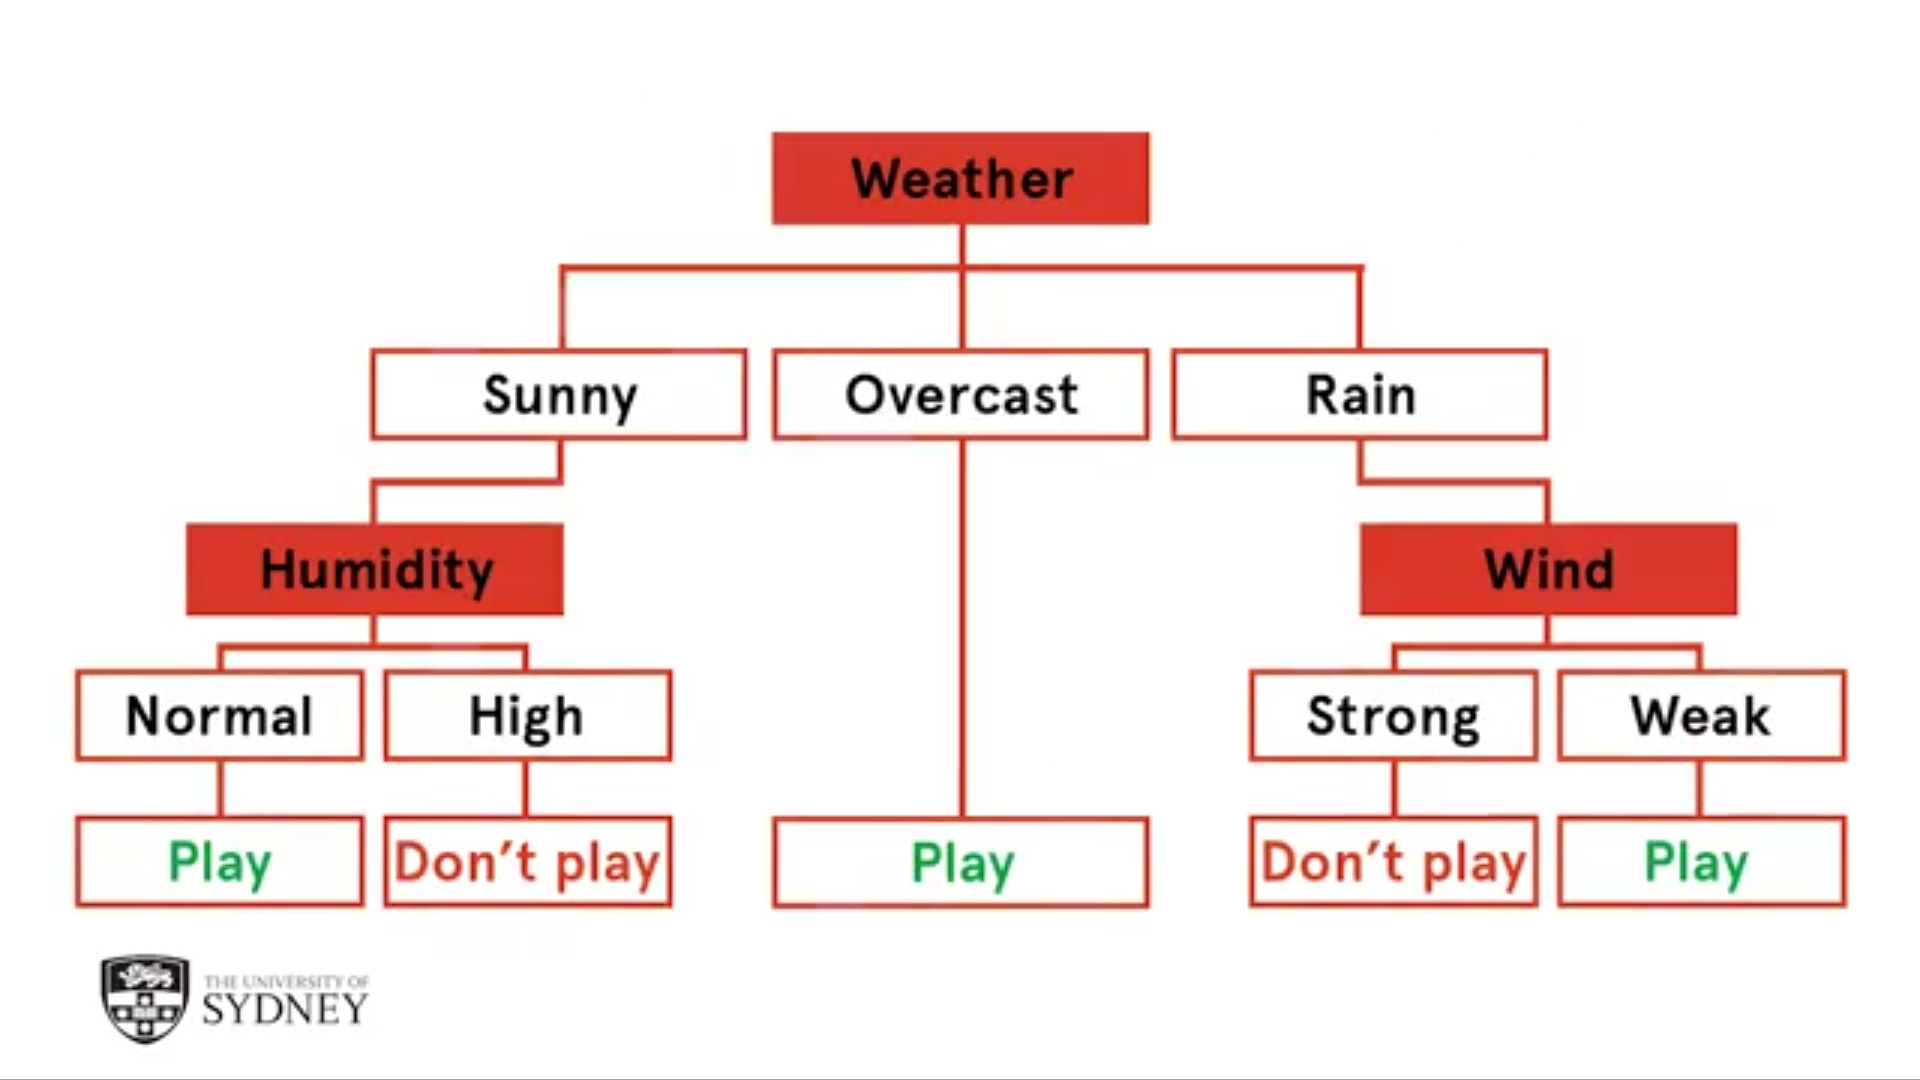 Weather
Sunny
Overcast
Rain
Humidity
Wind
Normal
High
Strong
Weak
Play
Don’t play
Play
Don’t play
Play
THE UNIVERSITY OF
SYDNEY